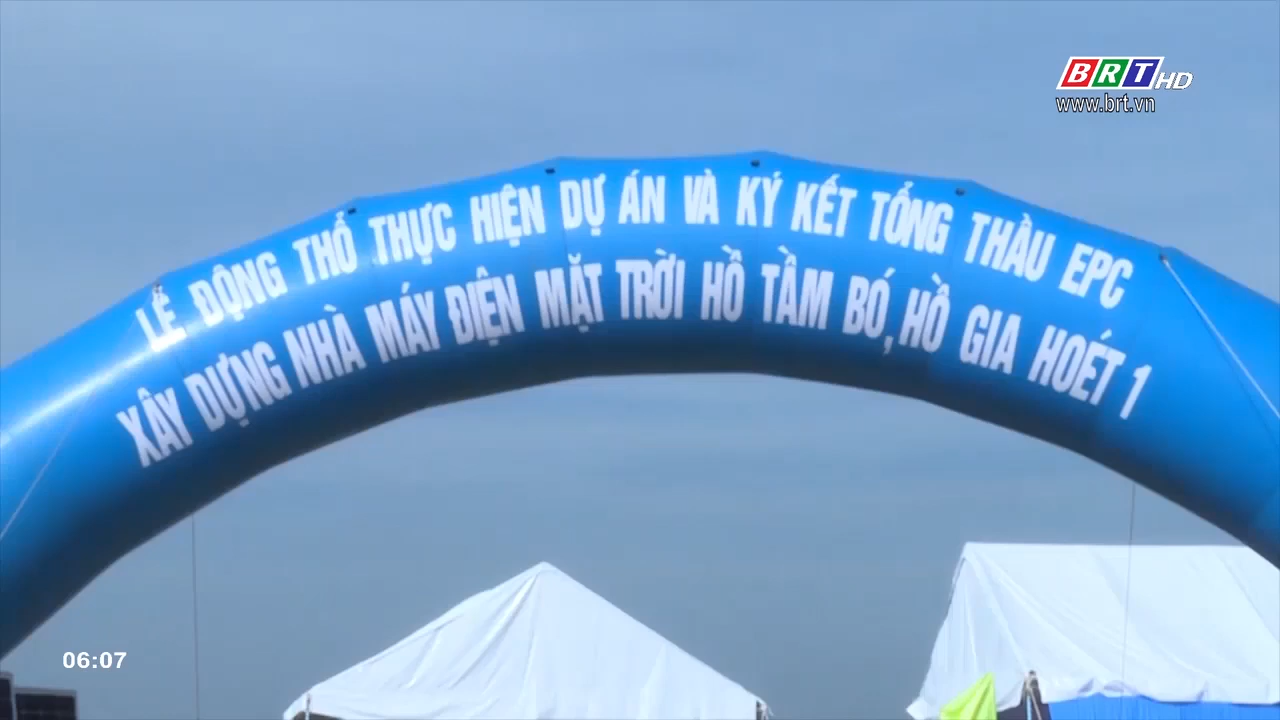 BRT HD
www.brt.vn
LỄ ĐỘNG THỔ THỰC HIỆN DỰ ÁN VÀ KÝ KẾT TỔNG THẦU EPC
XÂY DỰNG NHÀ MÁY ĐIỆN MẶT TRỜI HỒ TẦM BÓ, HỒ GIA HOÉT 1
06:07